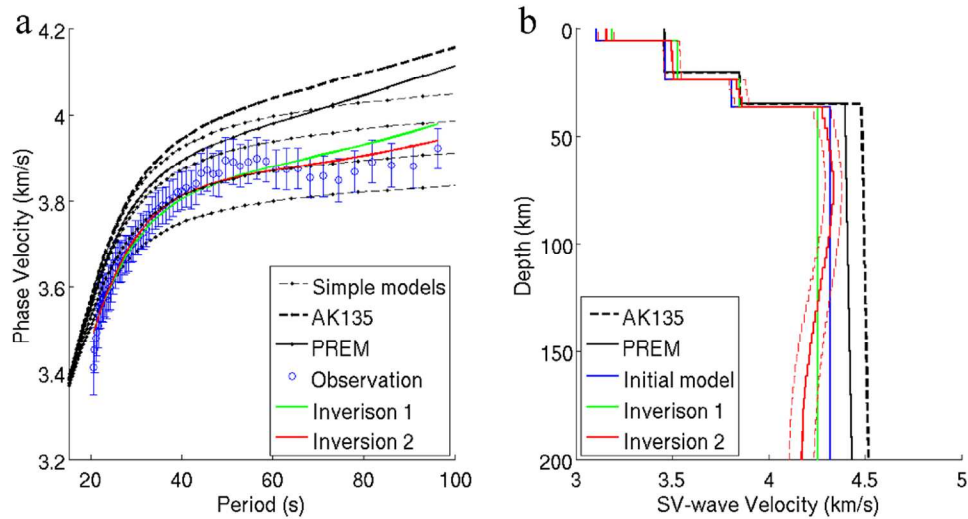 a
4.2
4
3.8
3.6
3.4
3.2
Phase Velocity (km/s)
20
40
60
80
100
Period (s)
Simple models
AK135
PREM
Observation
Inverison 1
Inversion 2
b
0
50
100
150
200
Depth (km)
3
3.5
4
4.5
5
SV-wave Velocity (km/s)
AK135
PREM
Initial model
Inverison 1
Inversion 2